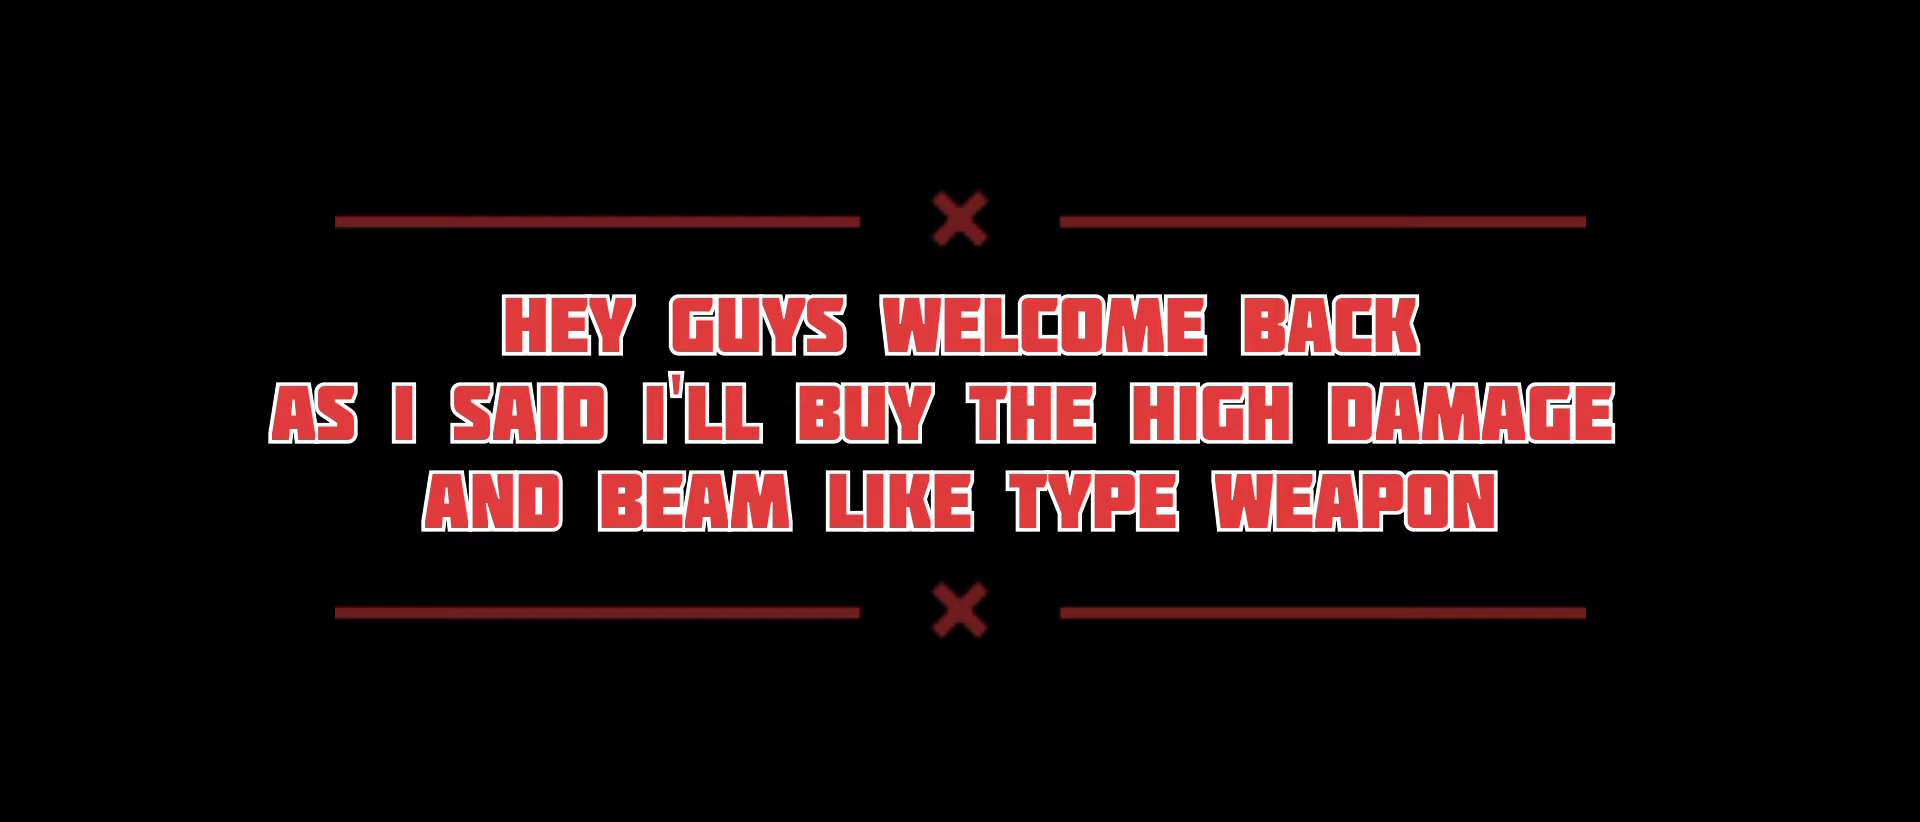 HEY GUYS WELCOME BACK
AS I SAID I'LL BUY THE HIGH DAMAGE
AND BEAM LIKE TYPE WEAPON